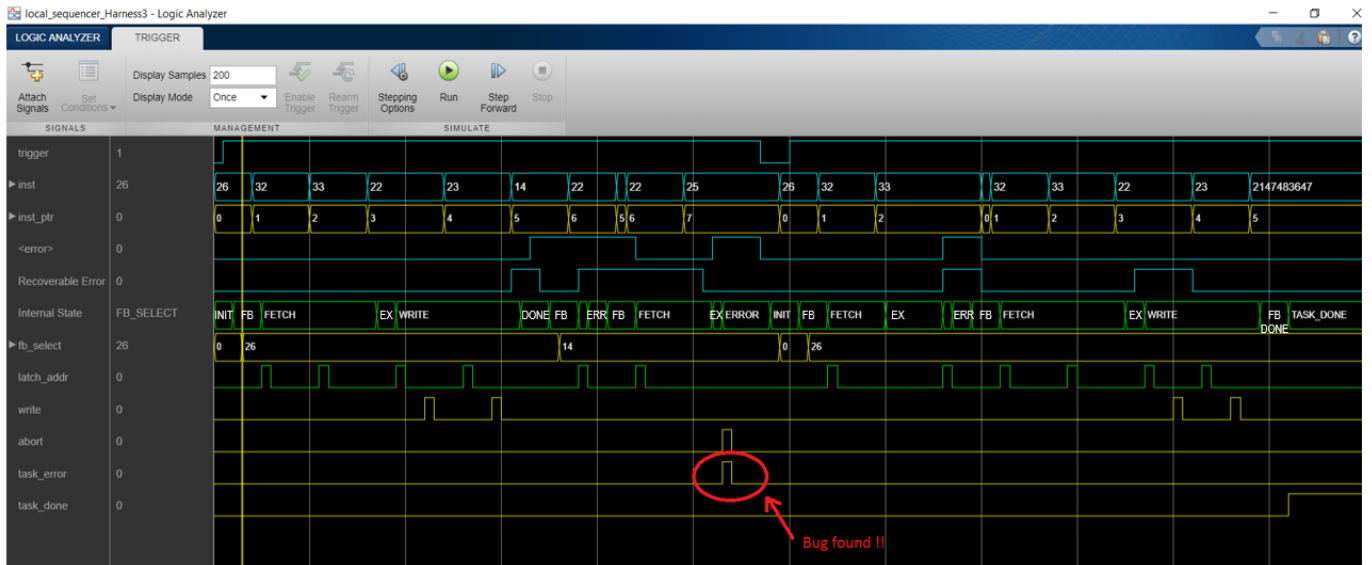 local_sequencer_Harness3 - Logic Analyzer
LOGIC ANALYZER TRIGGER
Display Samples 200
Display Mode Once
Attach Signals
Set Conditions
Enable Trigger
Rearm Trigger
Stepping Options
Run
Step Forward
Stop
SIGNALS MANAGEMENT SIMULATE
trigger 1
inst 26 26 32 33 22 23 14 22 22 25 26 32 33 32 33 22 23 2147483647
inst_ptr 0 0 1 2 3 4 5 6 5 6 7 0 1 2 0 1 2 3 4 5
<error> 0
Recoverable Error 0
Internal State FB_SELECT INIT FB FETCH EX WRITE DONE FB ERR FB FETCH EX ERROR INIT FB FETCH EX ERR FB FETCH EX WRITE FB DONE TASK_DONE
fb_select 26 0 26 14 0 26
latch_addr 0
write 0
abort 0
task_error 0
task_done 0
Bug found !!